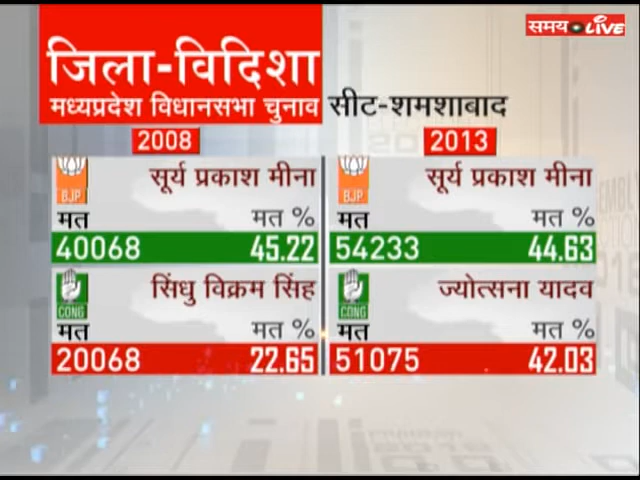 समय LIVE
जिला-विदिशा
मध्यप्रदेश विधानसभा चुनाव सीट-शमशाबाद
2008 2013
BJP सूर्य प्रकाश मीना BJP सूर्य प्रकाश मीना
मत मत % मत मत %
40068 45.22 54233 44.63
CONG सिंधु विक्रम सिंह CONG ज्योत्सना यादव
मत मत % मत मत %
20068 22.65 51075 42.03